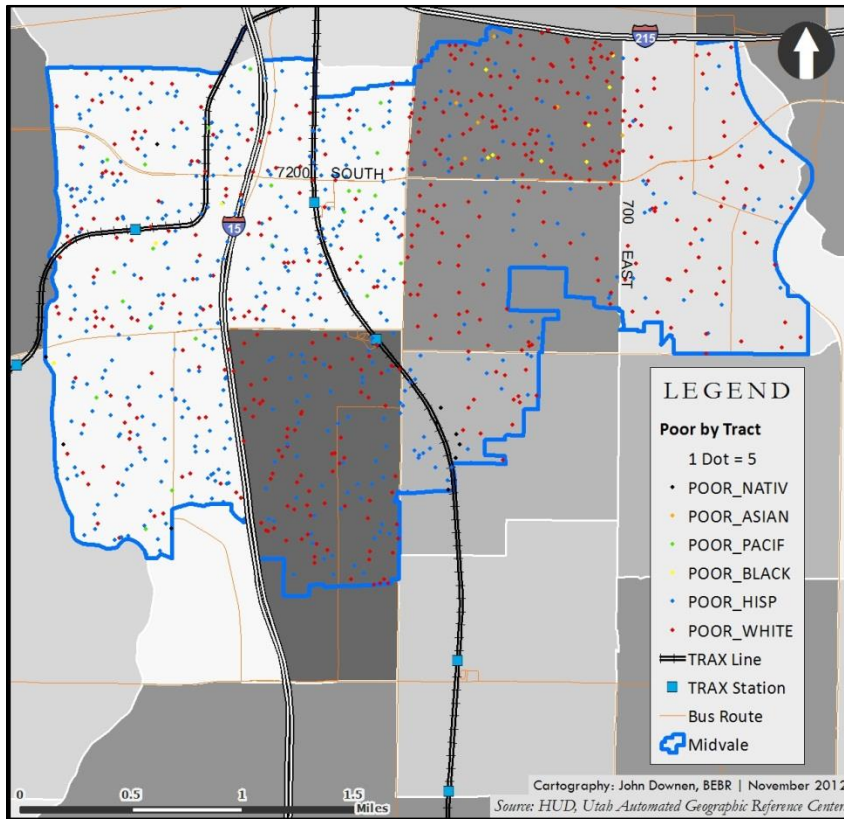 215
7200 SOUTH
15
700 EAST
LEGEND
Poor by Tract
1 Dot = 5
POOR_NATIV
POOR_ASIAN
POOR_PACIF
POOR_BLACK
POOR_HISP
POOR_WHITE
TRAX Line
TRAX Station
Bus Route
Midvale
0 0.5 1 1.5
Miles
Cartography: John Downen, BEBR | November 2012
Source: HUD, Utah Automated Geographic Reference Center